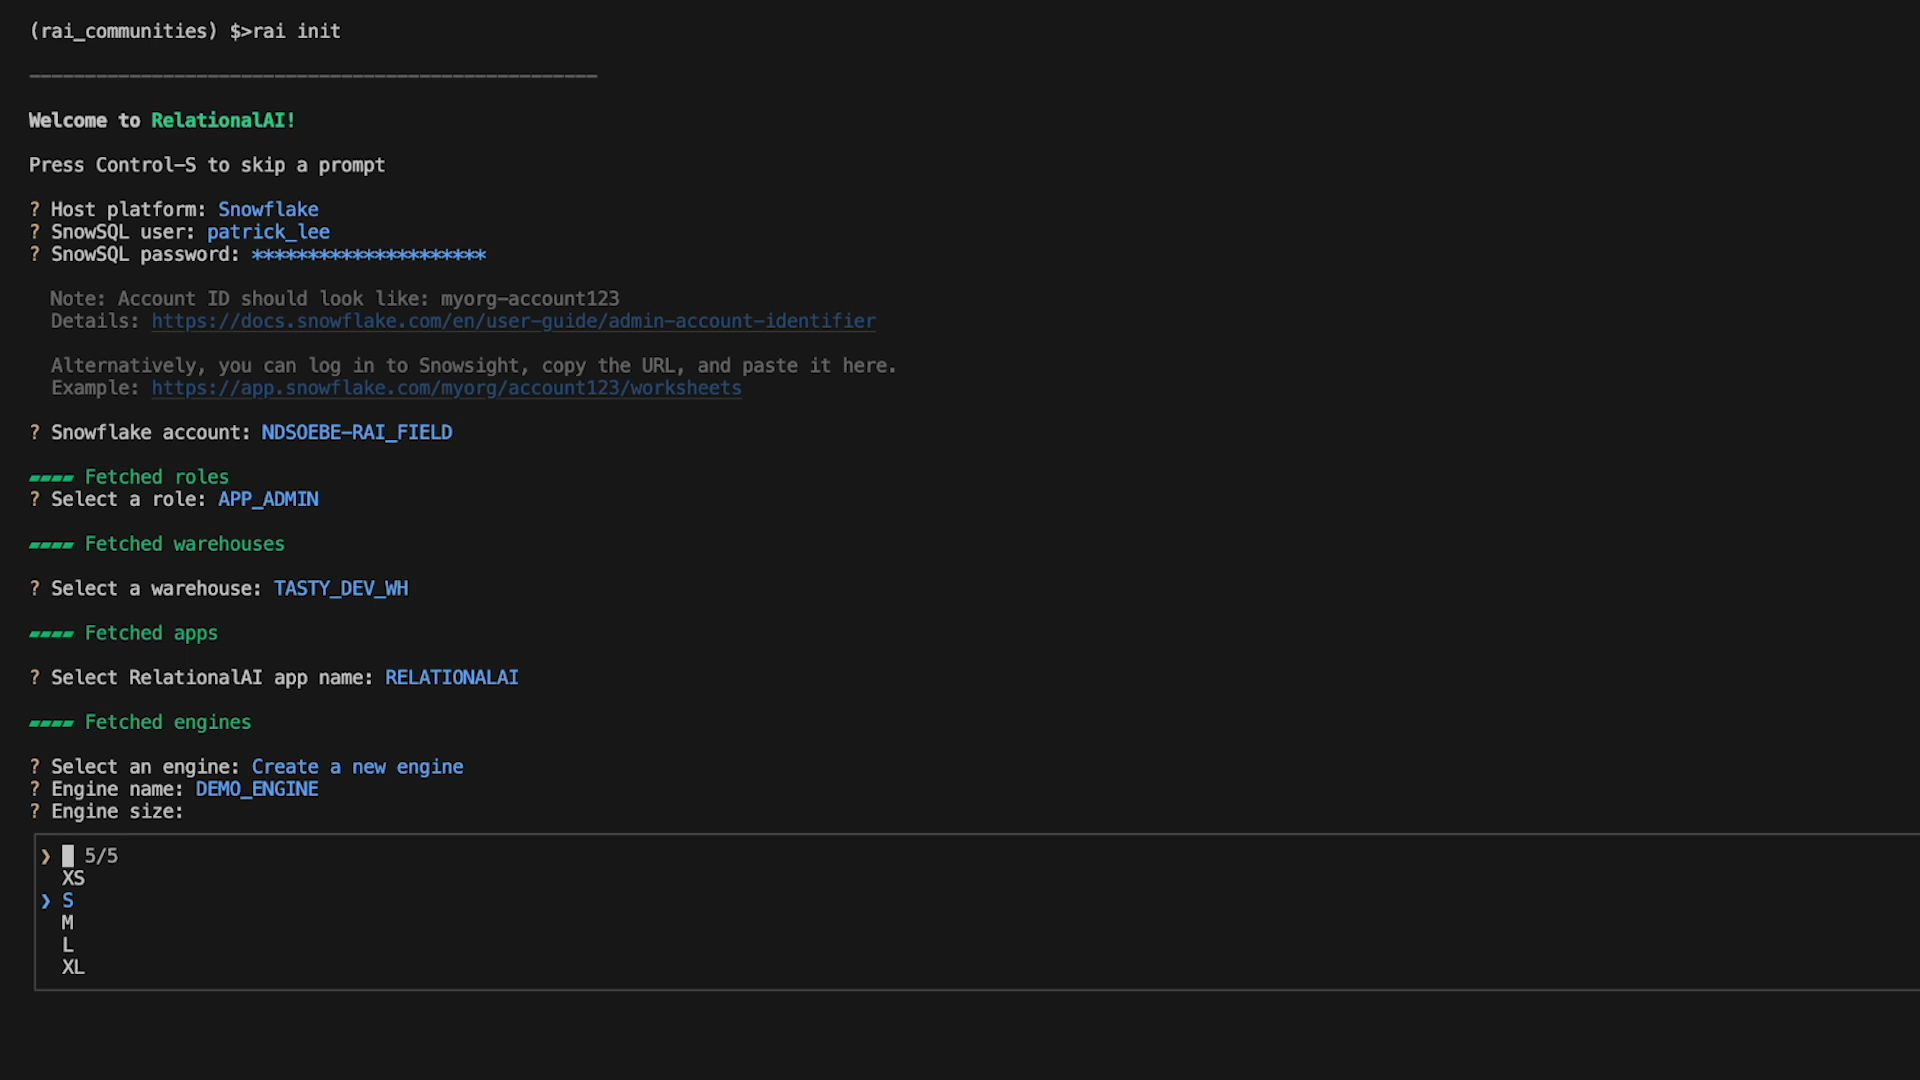 (rai_communities) $>rai init
Welcome to RelationalAI!
Press Control-S to skip a prompt
? Host platform: Snowflake
? SnowSQL user: patrick_lee
? SnowSQL password: *********************
Note: Account ID should look like: myorg-account123
Details: https://docs.snowflake.com/en/user-guide/admin-account-identifier
Alternatively, you can log in to Snowsight, copy the URL, and paste it here.
Example: https://app.snowflake.com/myorg/account123/worksheets
? Snowflake account: NDSOEBE-RAI_FIELD
▰▰▰▰ Fetched roles
? Select a role: APP_ADMIN
▰▰▰▰ Fetched warehouses
? Select a warehouse: TASTY_DEV_WH
▰▰▰▰ Fetched apps
? Select RelationalAI app name: RELATIONALAI
▰▰▰▰ Fetched engines
? Select an engine: Create a new engine
? Engine name: DEMO_ENGINE
? Engine size:
❯ 5/5
XS
❯ S
M
L
XL